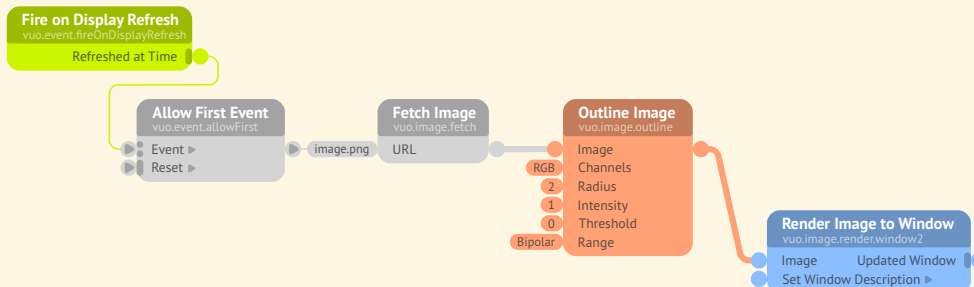 Fire on Display Refresh
vuo.event.fireOnDisplayRefresh
Refreshed at Time
Allow First Event
vuo.event.allowFirst
Event
Reset
image.png
Fetch Image
vuo.image.fetch
URL
Outline Image
vuo.image.outline
Image
RGB Channels
2 Radius
1 Intensity
0 Threshold
Bipolar Range
Render Image to Window
vuo.image.render.window2
Image Updated Window
Set Window Description